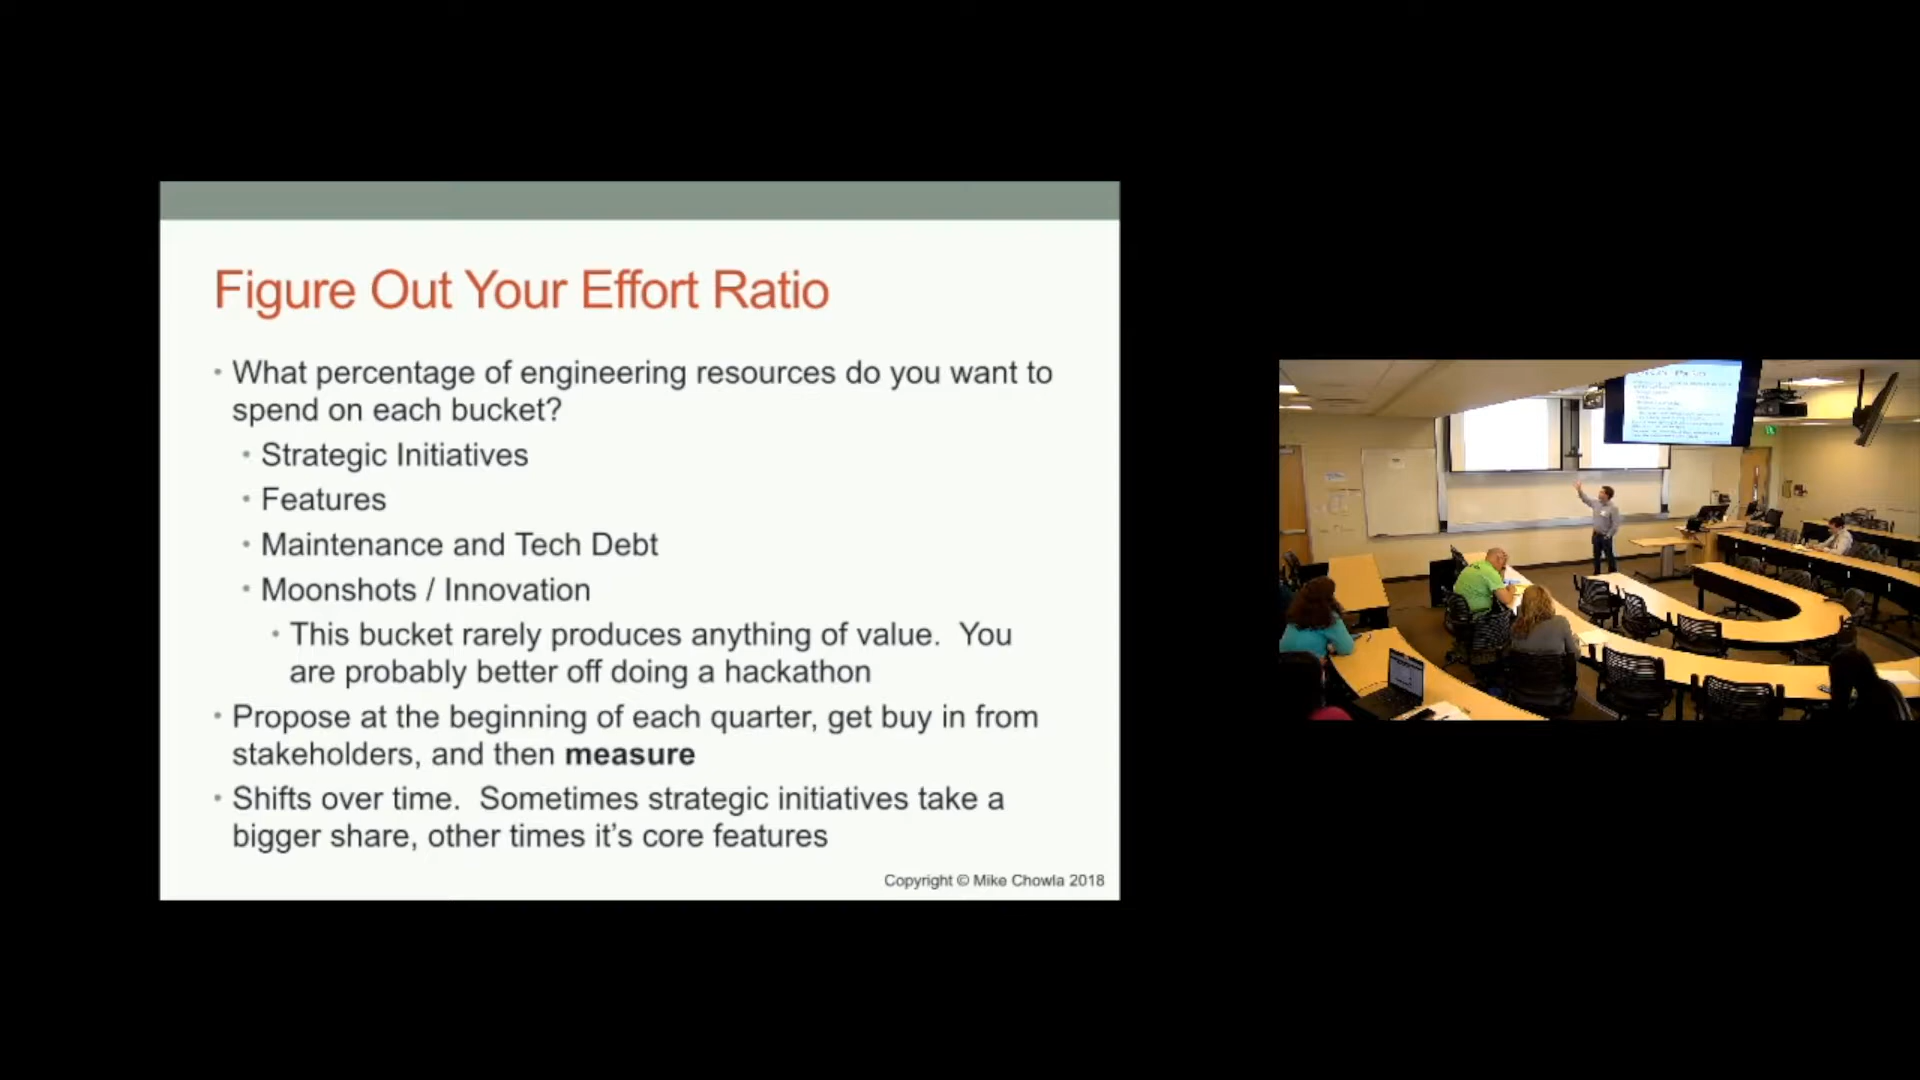 Figure Out Your Effort Ratio
• What percentage of engineering resources do you want to
spend on each bucket?
• Strategic Initiatives
• Features
• Maintenance and Tech Debt
• Moonshots / Innovation
• This bucket rarely produces anything of value.  You
are probably better off doing a hackathon
• Propose at the beginning of each quarter, get buy in from
stakeholders, and then measure
• Shifts over time.  Sometimes strategic initiatives take a
bigger share, other times it’s core features
Copyright © Mike Chowla 2018